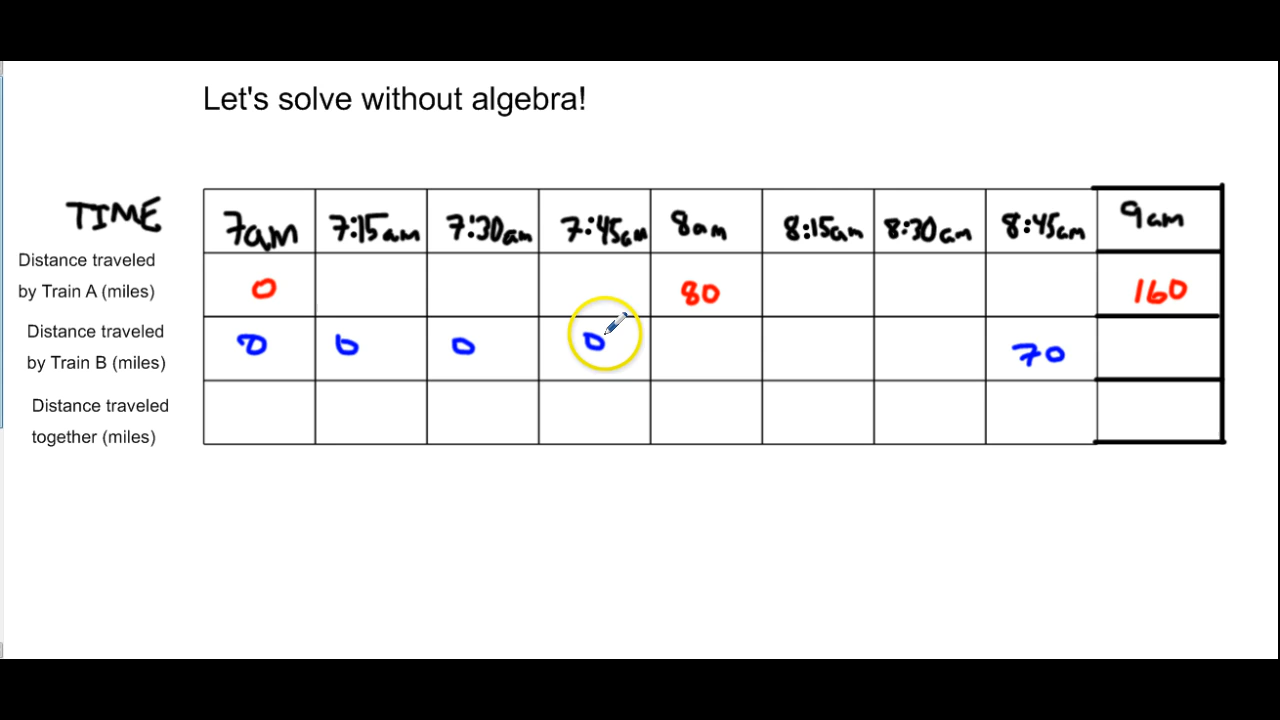 Let's solve without algebra!
TIME 7am 7:15am 7:30am 7:45am 8am 8:15am 8:30am 8:45am 9am
Distance traveled
by Train A (miles) 0 80 160
Distance traveled
by Train B (miles) 0 0 0 0 70
Distance traveled
together (miles)